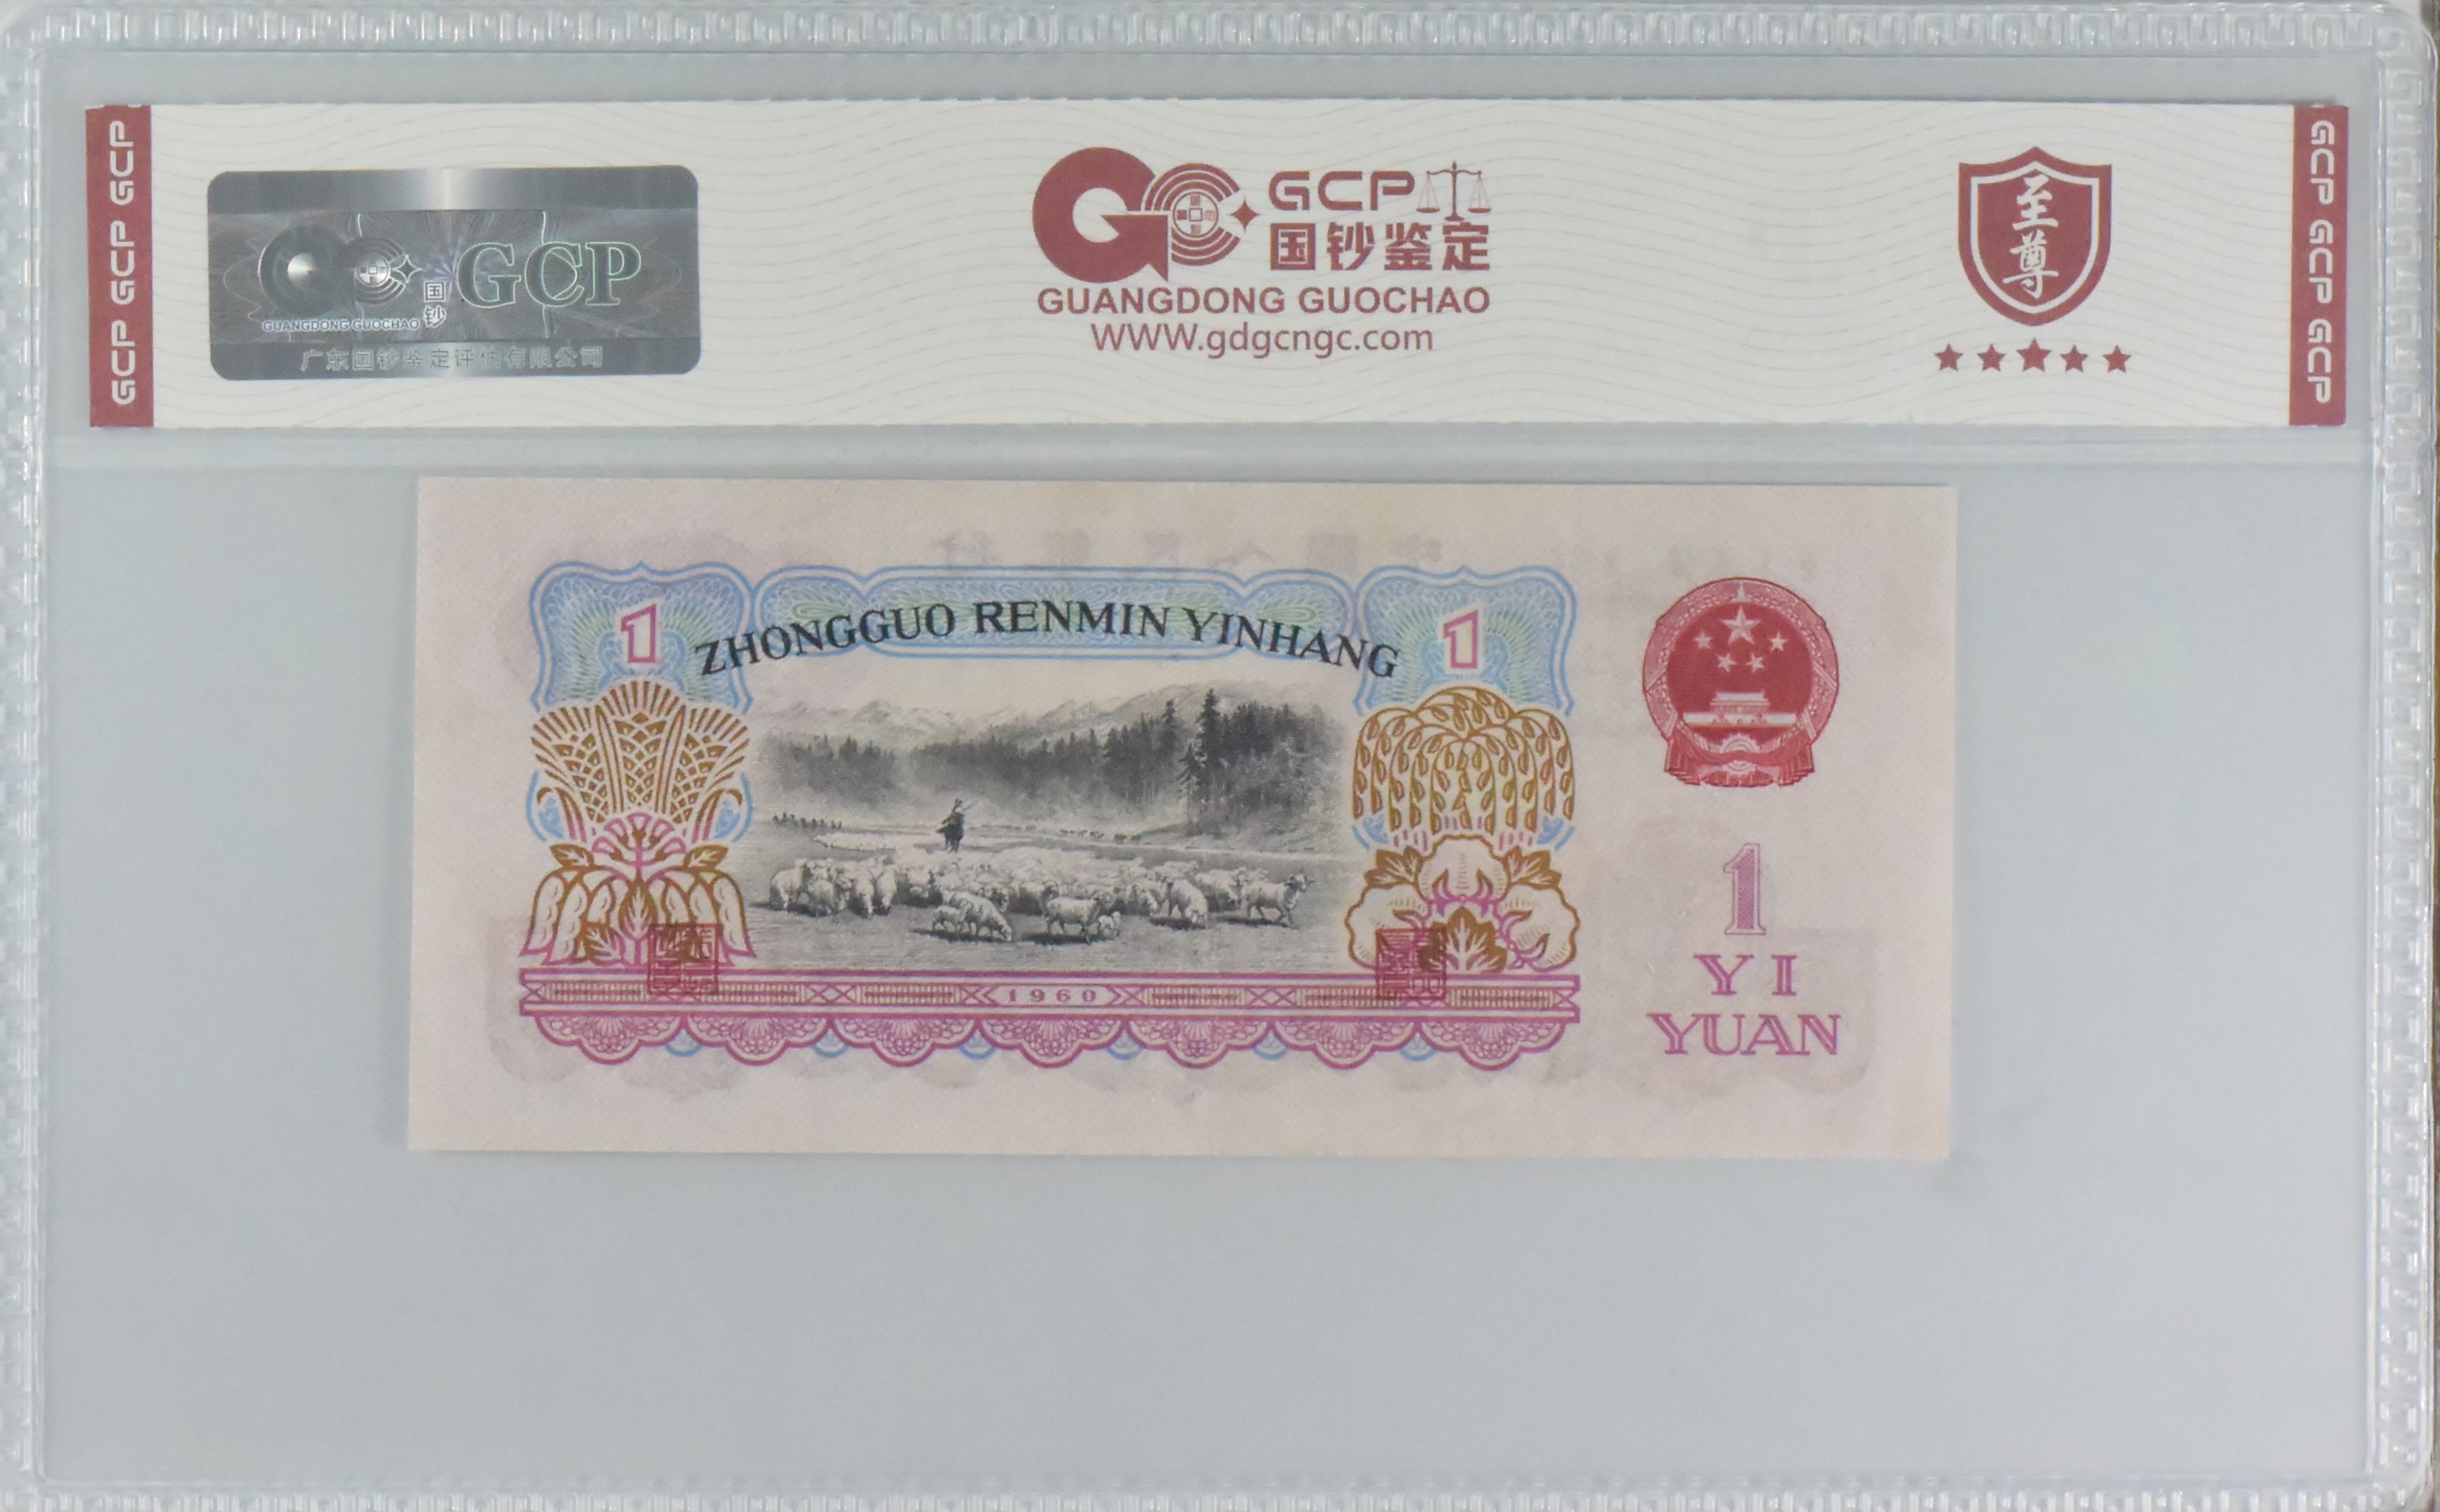 GCP GCP GCP
国钞
GCP
GUANGDONG GUOCHAO
广东国钞鉴定评估有限公司
GCP
国钞鉴定
GUANGDONG GUOCHAO
WWW.gdgcngc.com
至尊
GCP GCP GCP
1
ZHONGGUO RENMIN YINHANG
1
1960
1
YI
YUAN